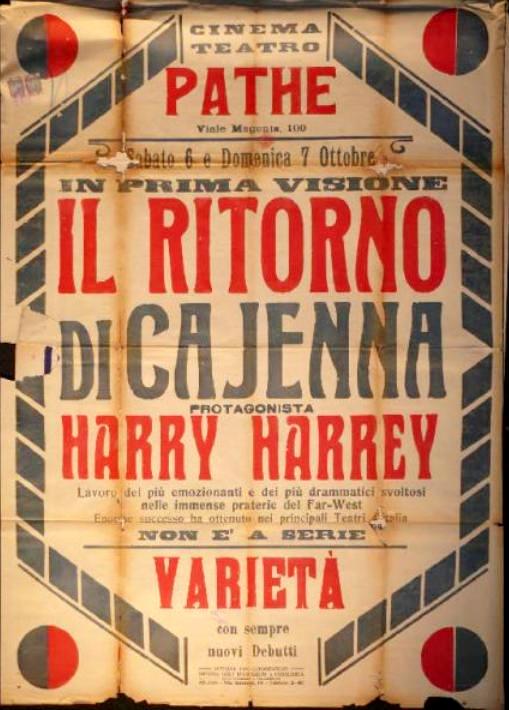 CINEMA
TEATRO
PATHE
Viale Magenta, 100
Sabato 6 e Domenica 7 Ottobre
IN PRIMA VISIONE
IL RITORNO
DI CAJENNA
PROTAGONISTA
HARRY HARREY
Lavoro dei più emozionanti e dei più drammatici svoltosi
nelle immense praterie del Far-West
successo ha ottenuto nei principali Teatri
NON E' A SERIE
VARIETÀ
con sempre
nuovi Debutti